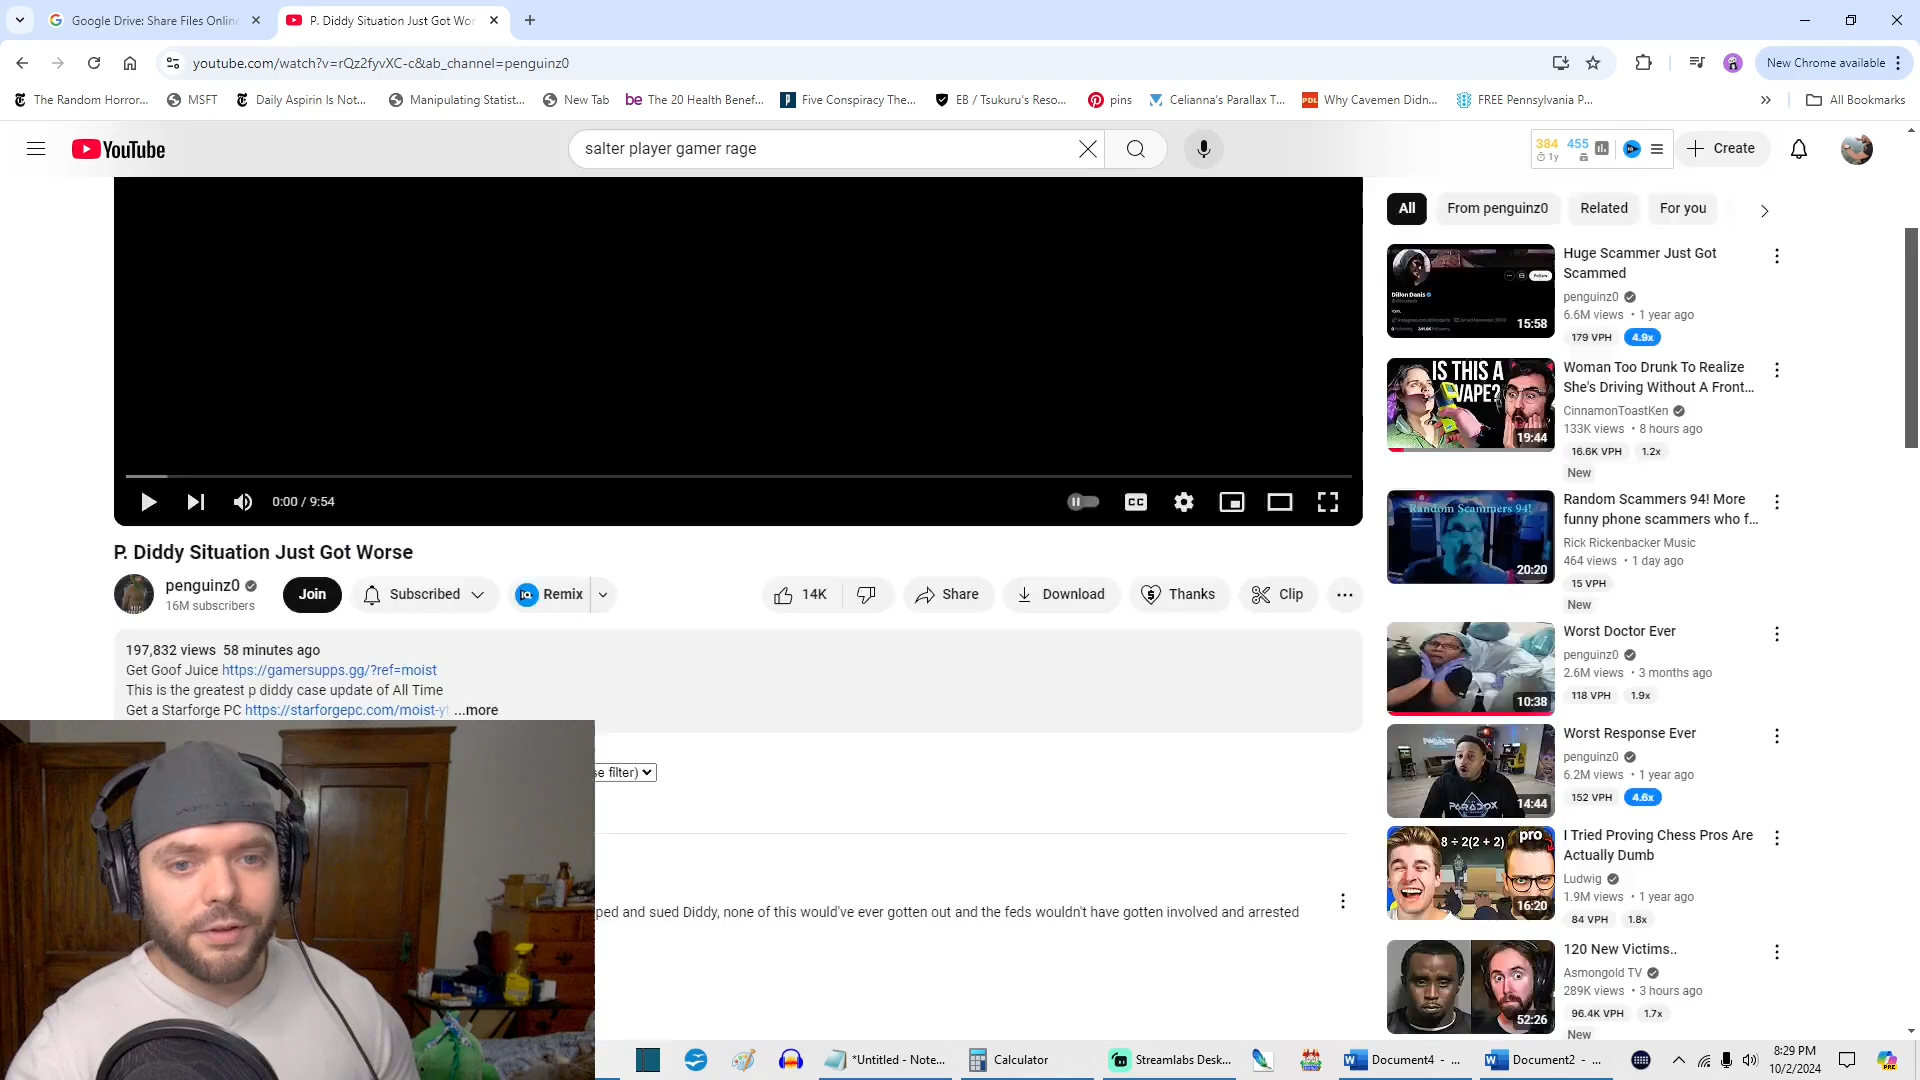 Google Drive: Share Files Online
P. Diddy Situation Just Got Wor
youtube.com/watch?v=rQz2fyvXC-c&ab_channel=penguinz0
New Chrome available
The Random Horror...
MSFT
Daily Aspirin Is Not...
Manipulating Statist...
New Tab
be The 20 Health Benef...
Five Conspiracy The...
EB / Tsukuru's Reso...
pins
Celianna's Parallax T...
PDL Why Cavemen Didn...
FREE Pennsylvania P...
All Bookmarks
YouTube
salter player gamer rage
384 455
1y
Create
All
From penguinz0
Related
For you
0:00 / 9:54
CC
P. Diddy Situation Just Got Worse
penguinz0
16M subscribers
Join
Subscribed
Remix
14K
Share
Download
Thanks
Clip
197,832 views 58 minutes ago
Get Goof Juice https://gamersupps.gg/?ref=moist
This is the greatest p diddy case update of All Time
Get a Starforge PC https://starforgepc.com/moist-yt ...more
se filter)
ped and sued Diddy, none of this would've ever gotten out and the feds wouldn't have gotten involved and arrested
Dillon Danis
Follow
15:58
Huge Scammer Just Got
Scammed
penguinz0
6.6M views • 1 year ago
179 VPH 4.9x
IS THIS A
VAPE?
19:44
Woman Too Drunk To Realize
She's Driving Without A Front...
CinnamonToastKen
133K views • 8 hours ago
16.6K VPH 1.2x
New
Random Scammers 94!
20:20
Random Scammers 94! More
funny phone scammers who f...
Rick Rickenbacker Music
464 views • 1 day ago
15 VPH
New
10:38
Worst Doctor Ever
penguinz0
2.6M views • 3 months ago
118 VPH 1.9x
PARADOX
14:44
Worst Response Ever
penguinz0
6.2M views • 1 year ago
152 VPH 4.6x
8 ÷ 2(2 + 2)
pro
16:20
I Tried Proving Chess Pros Are
Actually Dumb
Ludwig
1.9M views • 1 year ago
84 VPH 1.8x
52:26
120 New Victims..
Asmongold TV
289K views • 3 hours ago
96.4K VPH 1.7x
New
*Untitled - Note...
Calculator
Streamlabs Desk...
Document4 - ...
Document2 - ...
8:29 PM
10/2/2024
PRE